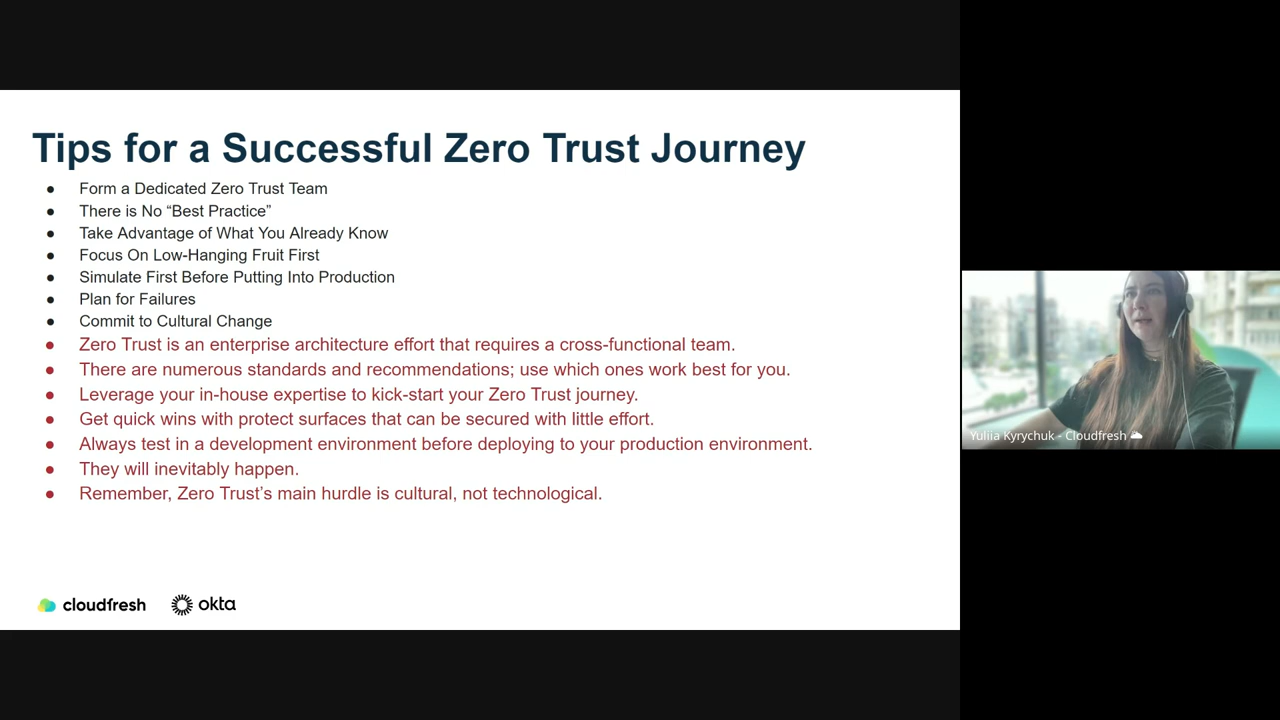 Tips for a Successful Zero Trust Journey
● Form a Dedicated Zero Trust Team
● There is No “Best Practice”
● Take Advantage of What You Already Know
● Focus On Low-Hanging Fruit First
● Simulate First Before Putting Into Production
● Plan for Failures
● Commit to Cultural Change
● Zero Trust is an enterprise architecture effort that requires a cross-functional team.
● There are numerous standards and recommendations; use which ones work best for you.
● Leverage your in-house expertise to kick-start your Zero Trust journey.
● Get quick wins with protect surfaces that can be secured with little effort.
● Always test in a development environment before deploying to your production environment.
● They will inevitably happen.
● Remember, Zero Trust’s main hurdle is cultural, not technological.
cloudfresh
okta
Yuliia Kyrychuk - Cloudfresh